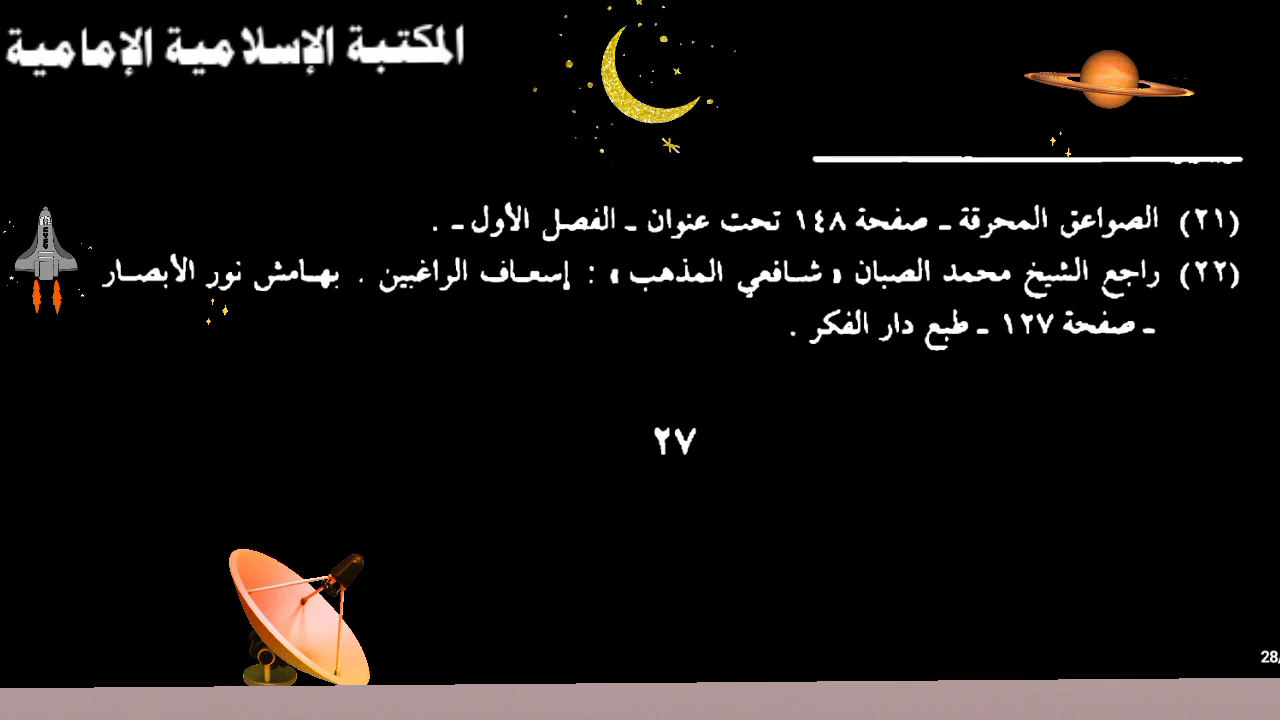 المكتبة الإسلامية الإمامية
(٢١) الصواعق المحرقة ـ صفحة ١٤٨ تحت عنوان ـ الفصل الأول ـ .
(٢٢) راجع الشيخ محمد الصبان « شافعي المذهب » : إسعاف الراغبين . بهامش نور الأبصار
ـ صفحة ١٢٧ ـ طبع دار الفكر .
٢٧
28/